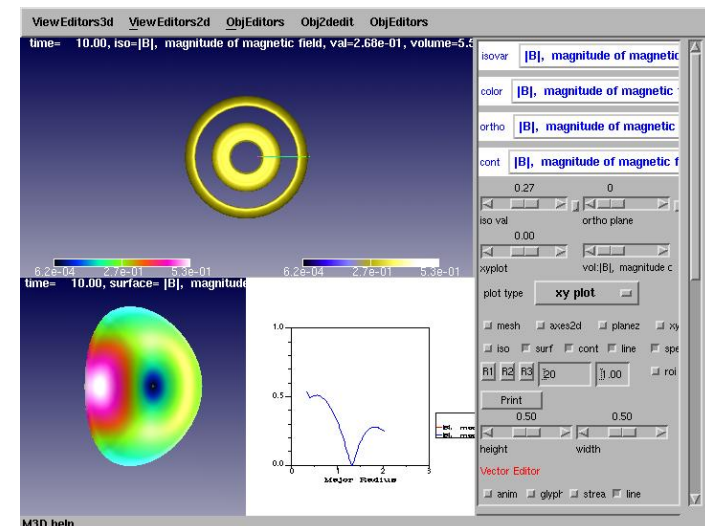 ViewEditors3d ViewEditors2d ObjEditors Obj2dedit ObjEditors
time= 10.00, iso=|B|, magnitude of magnetic field, val=2.68e-01, volume=5.5
isovar |B|, magnitude of magnetic
color |B|, magnitude of magnetic
ortho |B|, magnitude of magnetic
cont |B|, magnitude of magnetic f
0.27 0
iso val ortho plane
0.00
xyplot vol:|B|, magnitude c
6.2e-04 2.7e-01 5.3e-01 6.2e-04 2.7e-01 5.3e-01
time= 10.00, surface= |B|, magnitude
plot type xy plot
mesh axes2d planez xy
iso surf cont line spe
R1 R2 R3 20 1.00 roi
Print
0.50 0.50
height width
Vector Editor
anim glyph strea line
1.0
0.5
0.0
0 1 2 3
Major Radius
|B|, ma
|B|, ma
M3D help